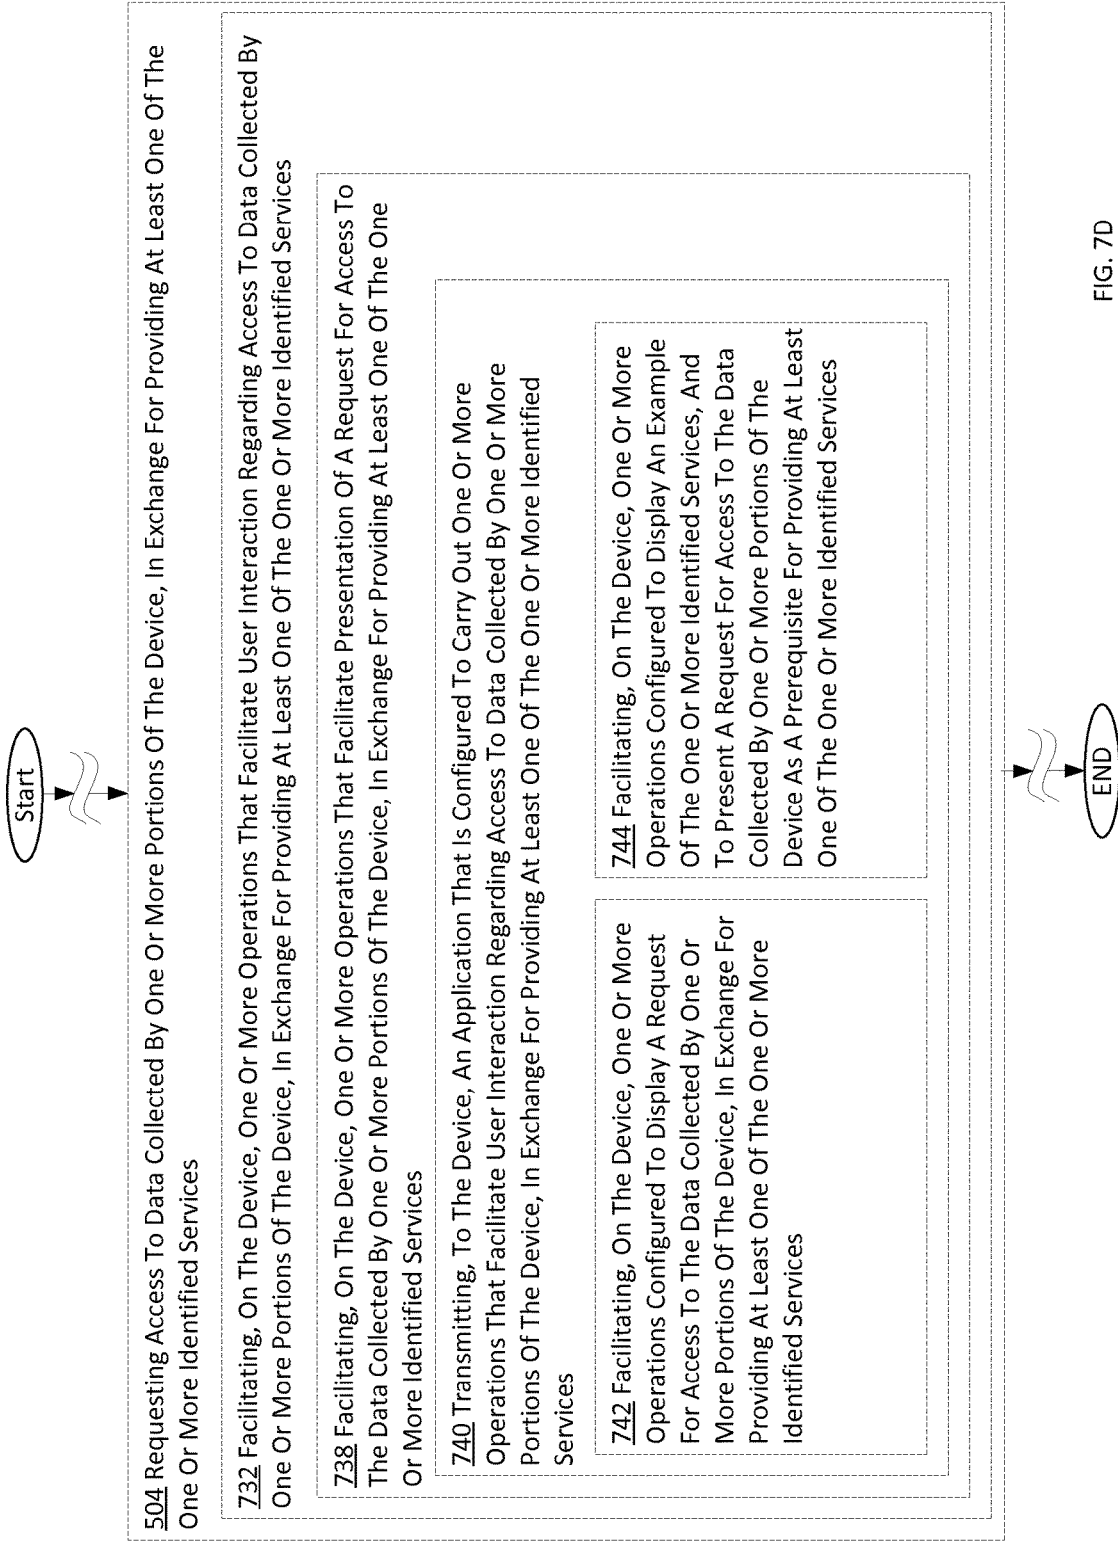 Start
504 Requesting Access To Data Collected By One Or More Portions Of The Device, In Exchange For Providing At Least One Of The
One Or More Identified Services
732 Facilitating, On The Device, One Or More Operations That Facilitate User Interaction Regarding Access To Data Collected By
One Or More Portions Of The Device, In Exchange For Providing At Least One Of The One Or More Identified Services
738 Facilitating, On The Device, One Or More Operations That Facilitate Presentation Of A Request For Access To
The Data Collected By One Or More Portions Of The Device, In Exchange For Providing At Least One Of The One
Or More Identified Services
740 Transmitting, To The Device, An Application That Is Configured To Carry Out One Or More
Operations That Facilitate User Interaction Regarding Access To Data Collected By One Or More
Portions Of The Device, In Exchange For Providing At Least One Of The One Or More Identified
Services
742 Facilitating, On The Device, One Or More
Operations Configured To Display A Request
For Access To The Data Collected By One Or
More Portions Of The Device, In Exchange For
Providing At Least One Of The One Or More
Identified Services
744 Facilitating, On The Device, One Or More
Operations Configured To Display An Example
Of The One Or More Identified Services, And
To Present A Request For Access To The Data
Collected By One Or More Portions Of The
Device As A Prerequisite For Providing At Least
One Of The One Or More Identified Services
END
FIG. 7D